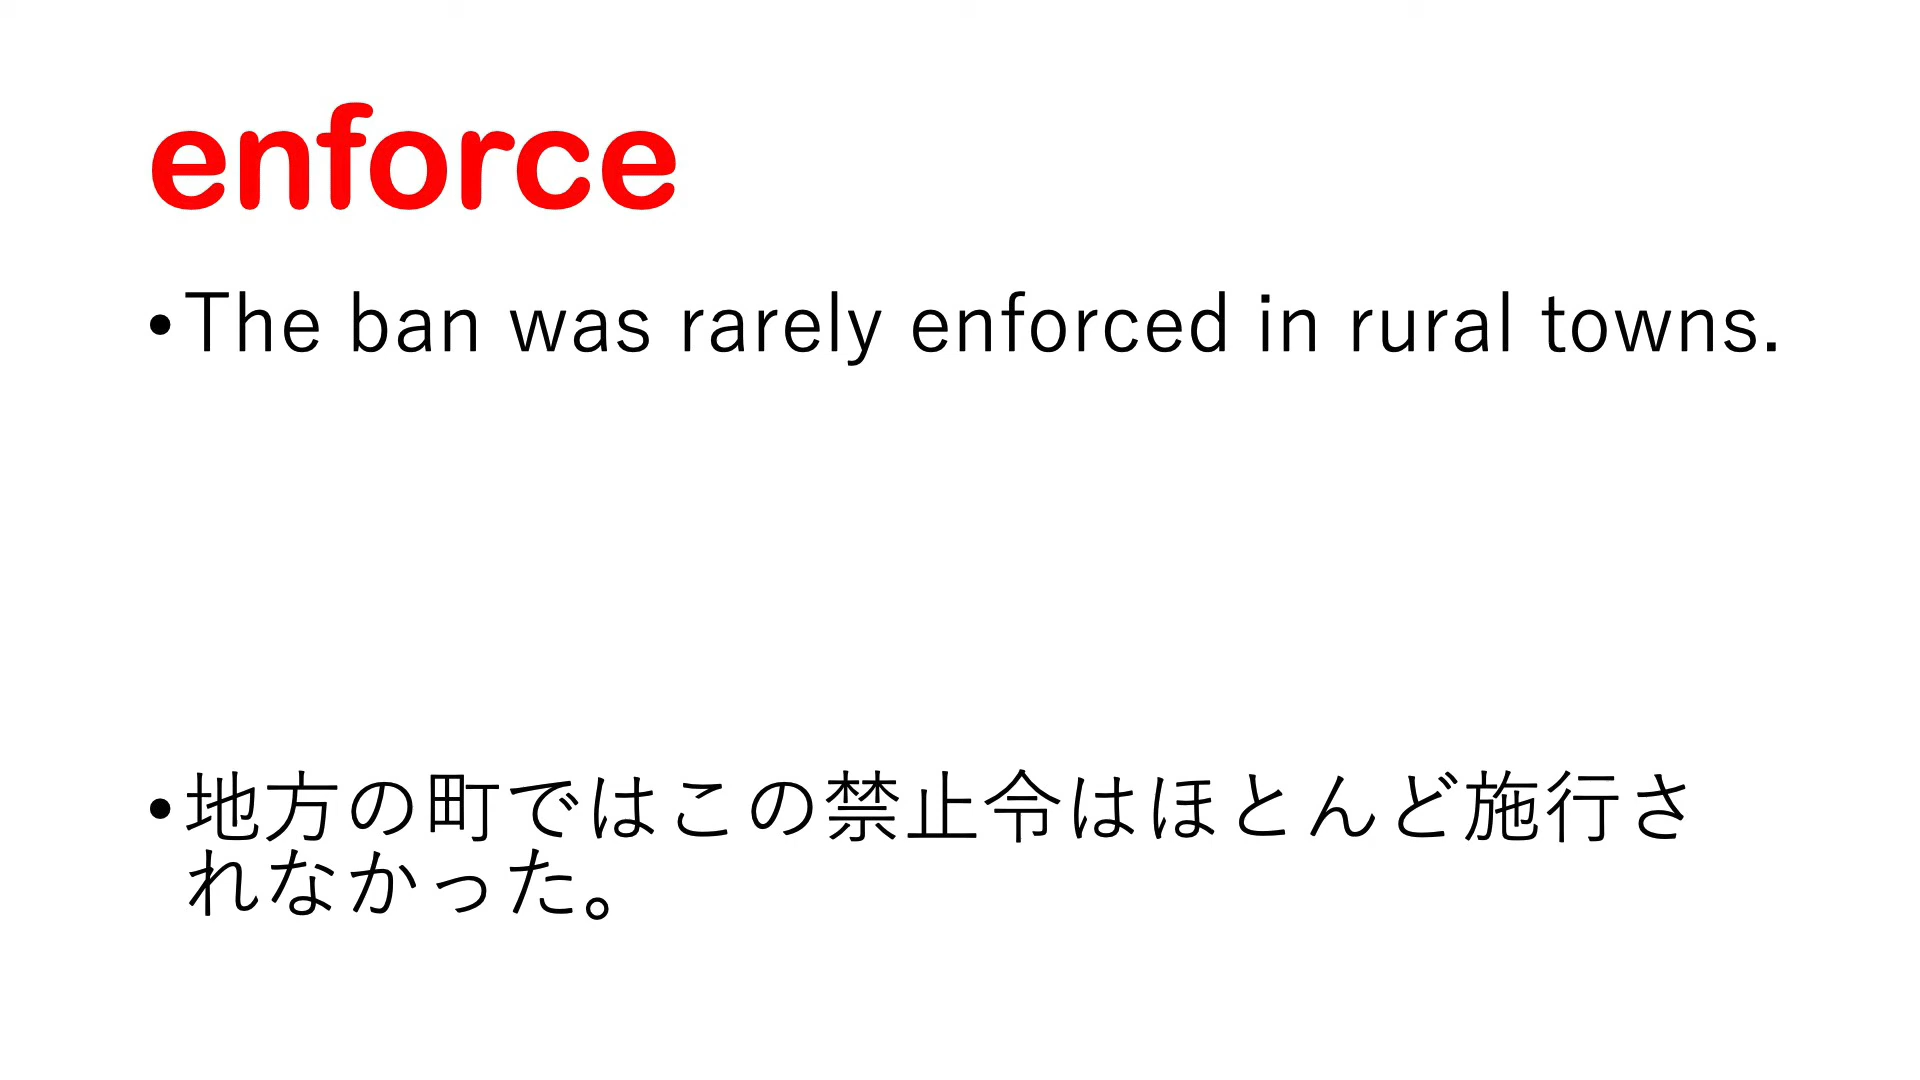 enforce
•The ban was rarely enforced in rural towns.
•地方の町ではこの禁止令はほとんど施行さ
れなかった。